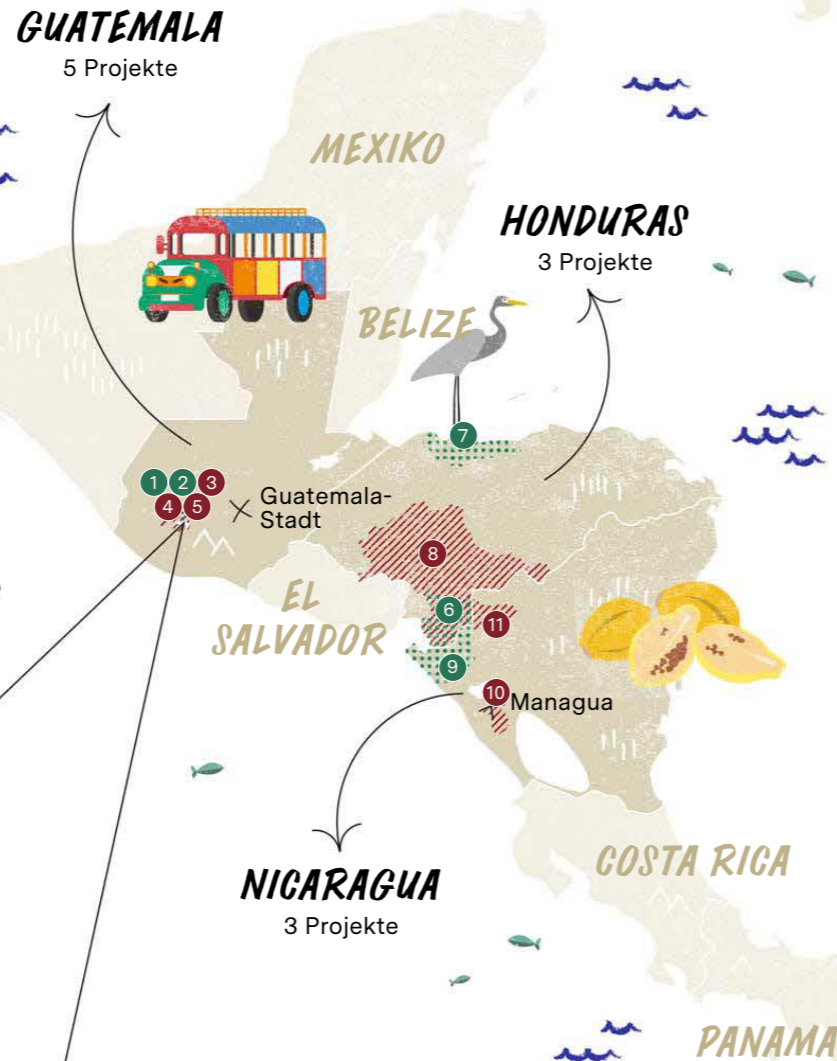 GUATEMALA
5 Projekte
MEXIKO
HONDURAS
3 Projekte
BELIZE
7
1 2 3
4 5
Guatemala-
Stadt
8
EL
SALVADOR
6
11
9
10
Managua
NICARAGUA
3 Projekte
COSTA RICA
PANAMA